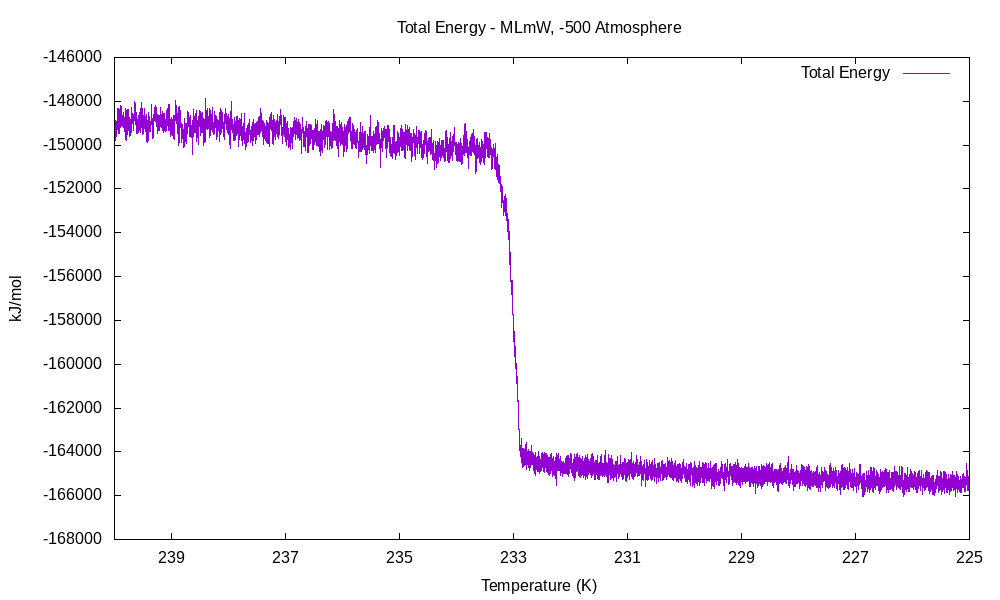 Total Energy - MLmW, -500 Atmosphere
Total Energy
-146000
-148000
-150000
-152000
-154000
-156000
-158000
-160000
-162000
-164000
-166000
-168000
kJ/mol
239 237 235 233 231 229 227 225
Temperature (K)